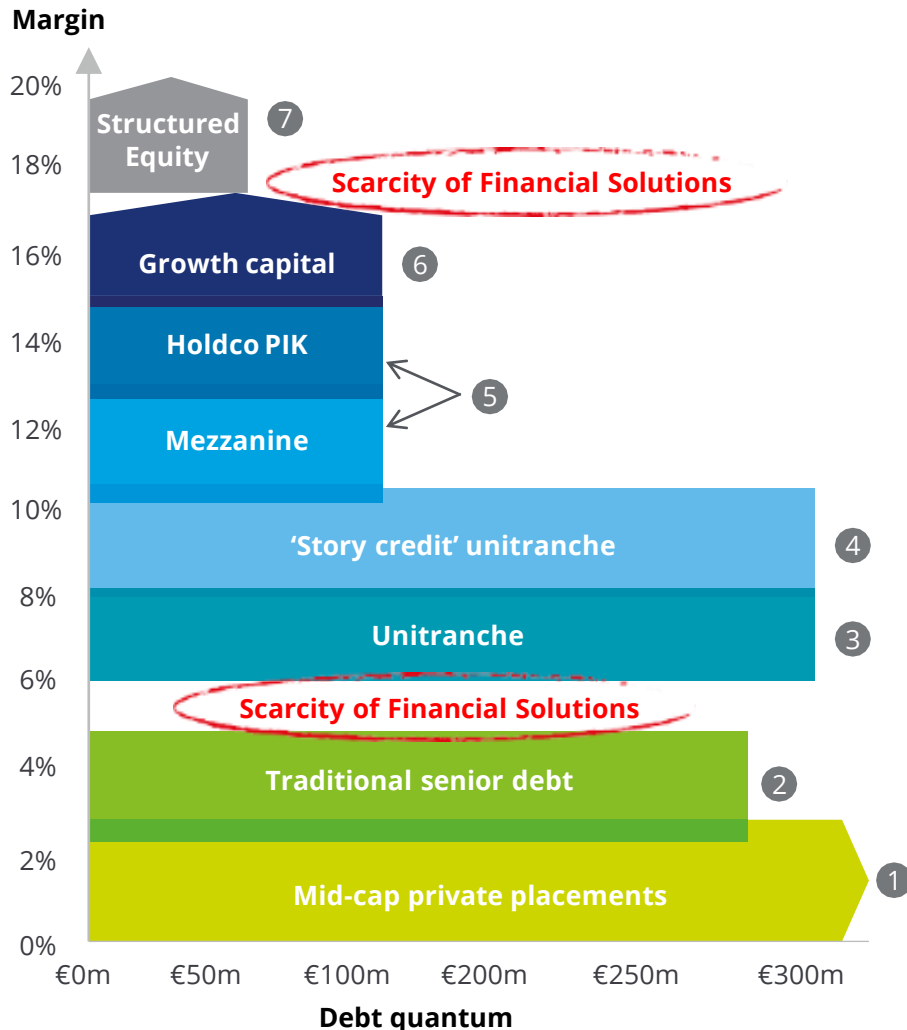 Margin
20%
Structured
Equity
7
18%
Scarcity of Financial Solutions
16%
Growth capital
6
14%
Holdco PIK
5
12%
Mezzanine
10%
‘Story credit’ unitranche
4
8%
Unitranche
3
6%
Scarcity of Financial Solutions
4%
Traditional senior debt
2
2%
Mid-cap private placements
1
0%
€0m €50m €100m €200m €250m €300m
Debt quantum